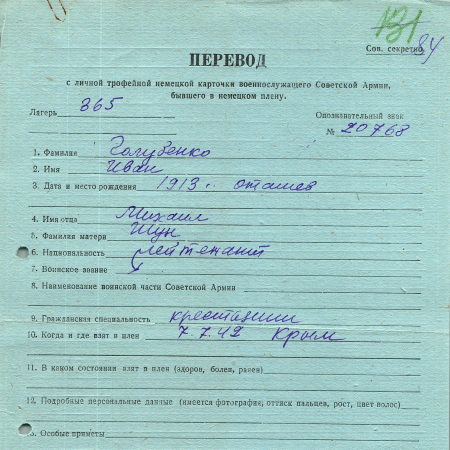 131
Сов. секретно 84
ПЕРЕВОД
с личной трофейной немецкой карточки военнослужащего Советской Армии,
бывшего в немецком плену.
Лагерь 365
Опознавательный знак
№ 20768
1. Фамилия Голубенко
2. Имя Иван
3. Дата и место рождения 1913 г. оташев
4. Имя отца Михаил
5. Фамилия матери Шун
6. Национальность лейтенант
7. Воинское звание
8. Наименование воинской части Советской Армии
9. Гражданская специальность
10. Когда и где взят в плен 7.7.42 Крым
11. В каком состоянии взят в плен (здоров, болен, ранен)
12. Подробные персональные данные (имеется фотография, оттиск пальцев, рост, цвет волос)
13. Особые приметы